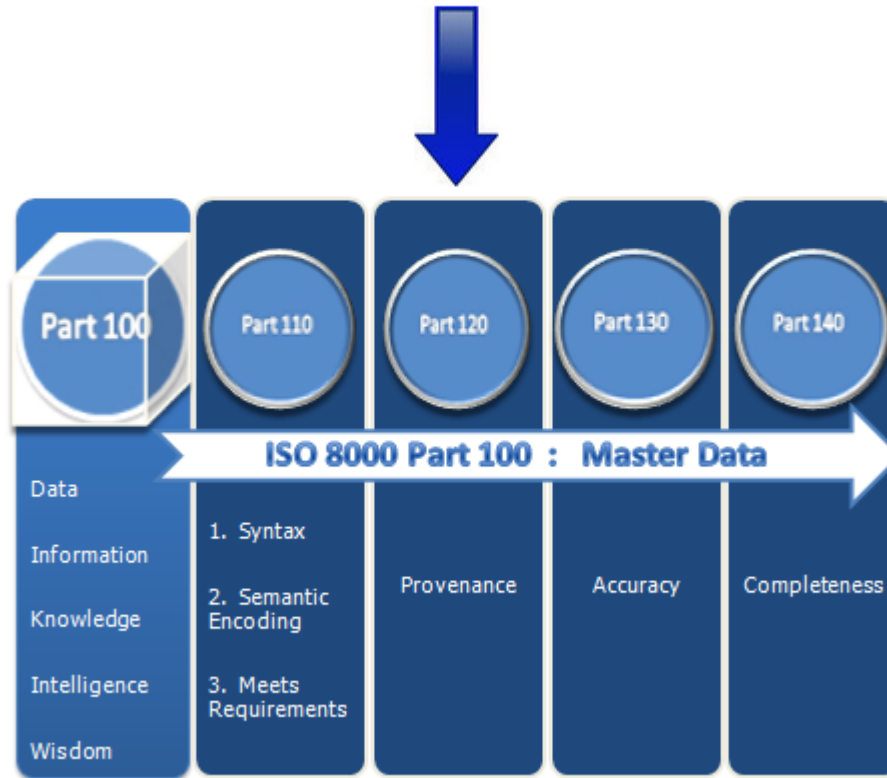 Part 100
Part 110
Part 120
Part 130
Part 140
ISO 8000 Part 100 : Master Data
Data
Information
Knowledge
Intelligence
Wisdom
1. Syntax
2. Semantic
Encoding
3. Meets
Requirements
Provenance
Accuracy
Completeness